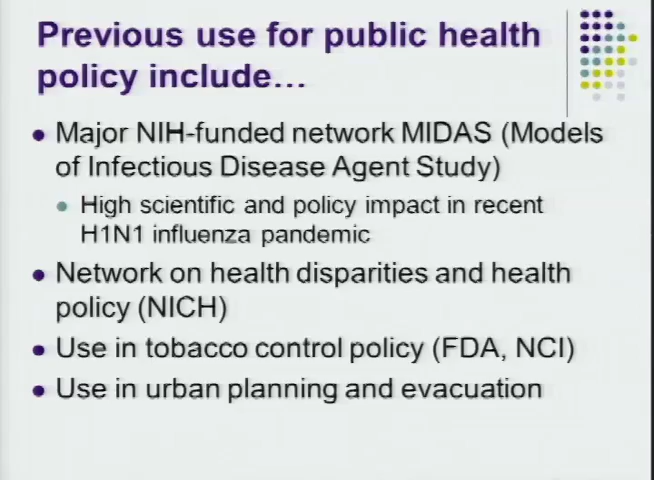 Previous use for public health
policy include…
● Major NIH-funded network MIDAS (Models
of Infectious Disease Agent Study)
● High scientific and policy impact in recent
H1N1 influenza pandemic
● Network on health disparities and health
policy (NICH)
● Use in tobacco control policy (FDA, NCI)
● Use in urban planning and evacuation